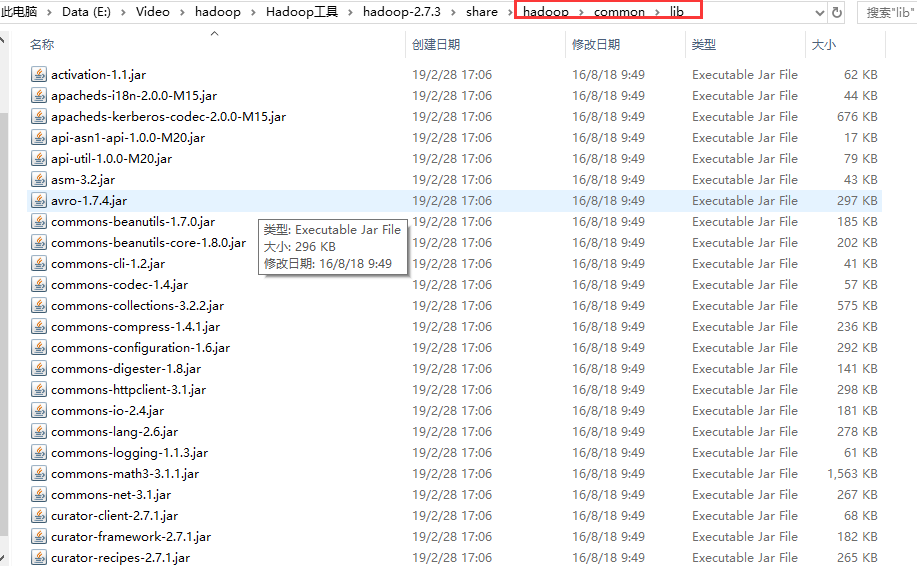 此电脑 > Data (E:) > Video > hadoop > Hadoop工具 > hadoop-2.7.3 > share > hadoop > common > lib 搜索"lib"
名称 创建日期 修改日期 类型 大小
activation-1.1.jar 19/2/28 17:06 16/8/18 9:49 Executable Jar File 62 KB
apacheds-i18n-2.0.0-M15.jar 19/2/28 17:06 16/8/18 9:49 Executable Jar File 44 KB
apacheds-kerberos-codec-2.0.0-M15.jar 19/2/28 17:06 16/8/18 9:49 Executable Jar File 676 KB
api-asn1-api-1.0.0-M20.jar 19/2/28 17:06 16/8/18 9:49 Executable Jar File 17 KB
api-util-1.0.0-M20.jar 19/2/28 17:06 16/8/18 9:49 Executable Jar File 79 KB
asm-3.2.jar 19/2/28 17:06 16/8/18 9:49 Executable Jar File 43 KB
avro-1.7.4.jar 19/2/28 17:06 16/8/18 9:49 Executable Jar File 297 KB
commons-beanutils-1.7.0.jar 19/2/28 17:06 16/8/18 9:49 Executable Jar File 185 KB
类型: Executable Jar File
commons-beanutils-core-1.8.0.jar 19/2/28 17:06 16/8/18 9:49 Executable Jar File 202 KB
大小: 296 KB
commons-cli-1.2.jar 19/2/28 17:06 16/8/18 9:49 Executable Jar File 41 KB
修改日期: 16/8/18 9:49
commons-codec-1.4.jar 19/2/28 17:06 16/8/18 9:49 Executable Jar File 57 KB
commons-collections-3.2.2.jar 19/2/28 17:06 16/8/18 9:49 Executable Jar File 575 KB
commons-compress-1.4.1.jar 19/2/28 17:06 16/8/18 9:49 Executable Jar File 236 KB
commons-configuration-1.6.jar 19/2/28 17:06 16/8/18 9:49 Executable Jar File 292 KB
commons-digester-1.8.jar 19/2/28 17:06 16/8/18 9:49 Executable Jar File 141 KB
commons-httpclient-3.1.jar 19/2/28 17:06 16/8/18 9:49 Executable Jar File 298 KB
commons-io-2.4.jar 19/2/28 17:06 16/8/18 9:49 Executable Jar File 181 KB
commons-lang-2.6.jar 19/2/28 17:06 16/8/18 9:49 Executable Jar File 278 KB
commons-logging-1.1.3.jar 19/2/28 17:06 16/8/18 9:49 Executable Jar File 61 KB
commons-math3-3.1.1.jar 19/2/28 17:06 16/8/18 9:49 Executable Jar File 1,563 KB
commons-net-3.1.jar 19/2/28 17:06 16/8/18 9:49 Executable Jar File 267 KB
curator-client-2.7.1.jar 19/2/28 17:06 16/8/18 9:49 Executable Jar File 68 KB
curator-framework-2.7.1.jar 19/2/28 17:06 16/8/18 9:49 Executable Jar File 182 KB
curator-recipes-2.7.1.jar 19/2/28 17:06 16/8/18 9:49 Executable Jar File 265 KB